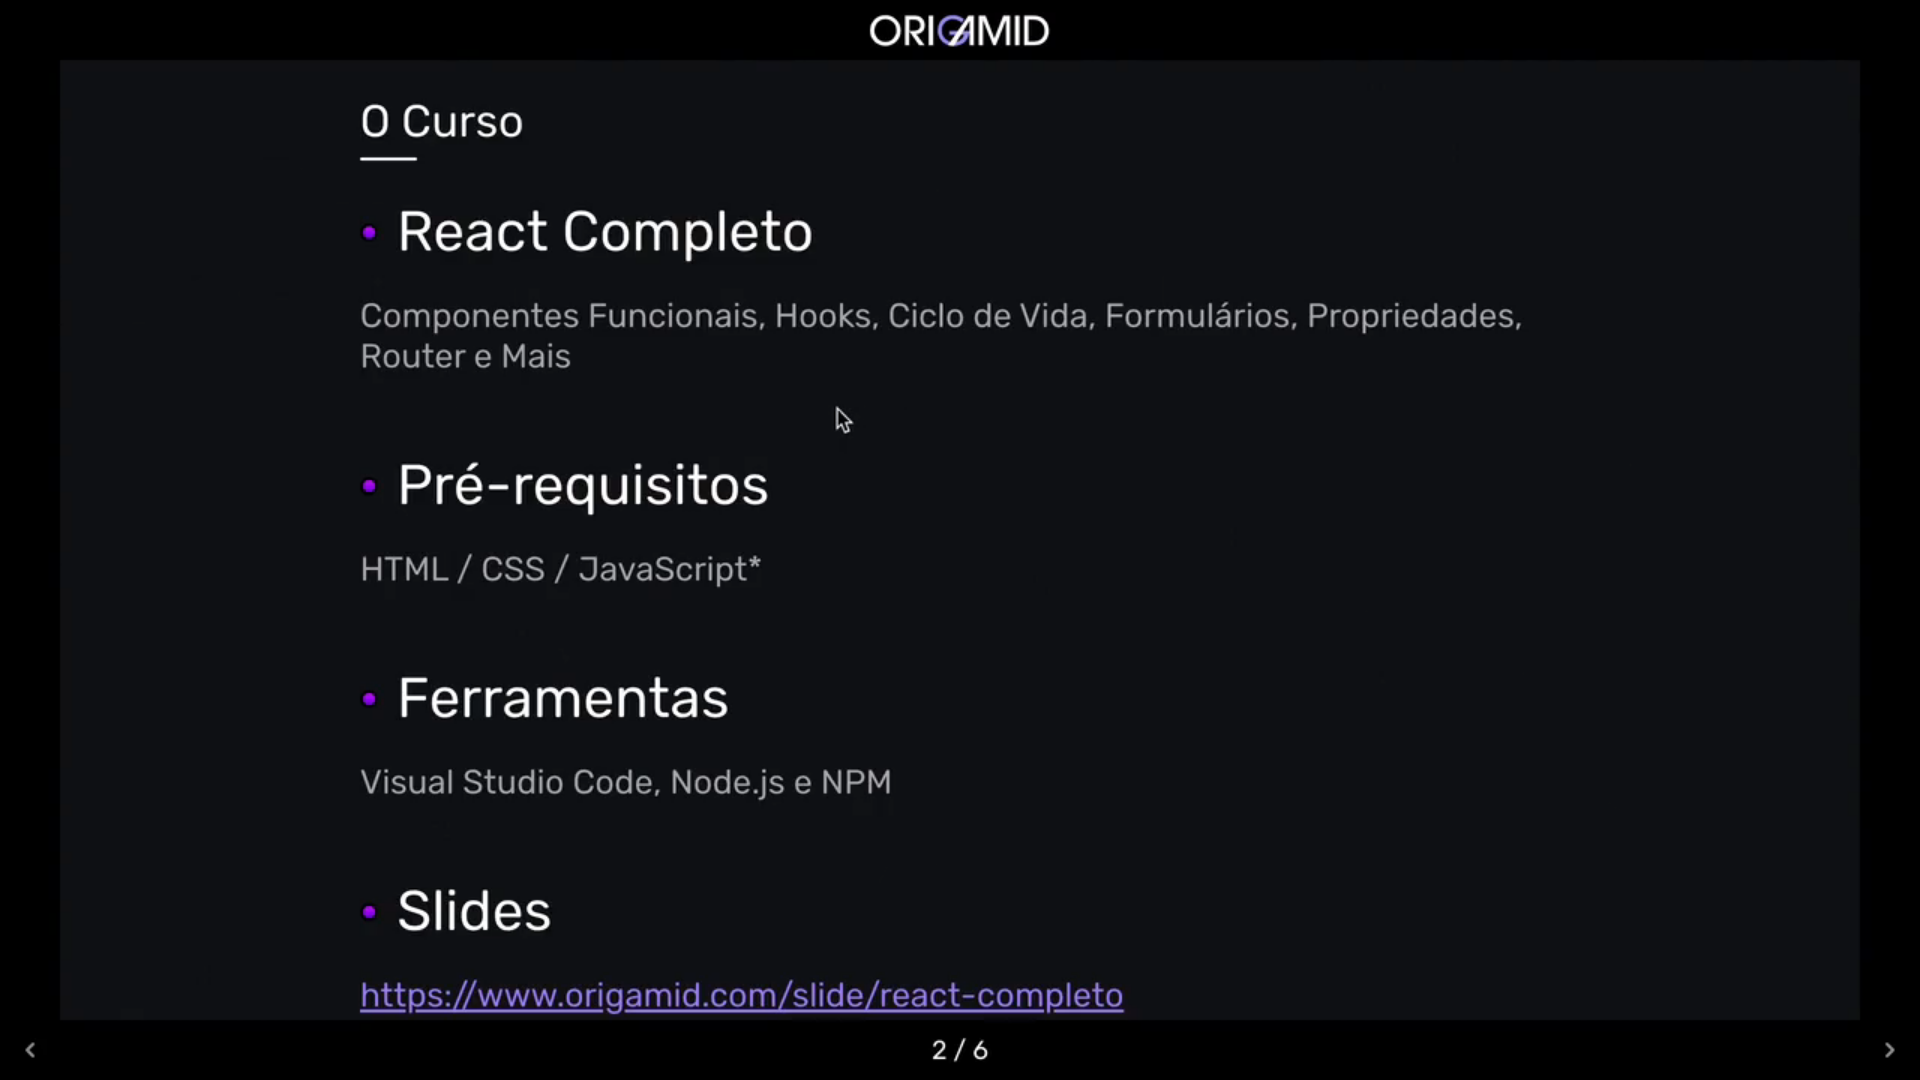 ORIGAMID
O Curso
React Completo
Componentes Funcionais, Hooks, Ciclo de Vida, Formulários, Propriedades,
Router e Mais
Pré-requisitos
HTML / CSS / JavaScript*
Ferramentas
Visual Studio Code, Node.js e NPM
Slides
https://www.origamid.com/slide/react-completo
2 / 6